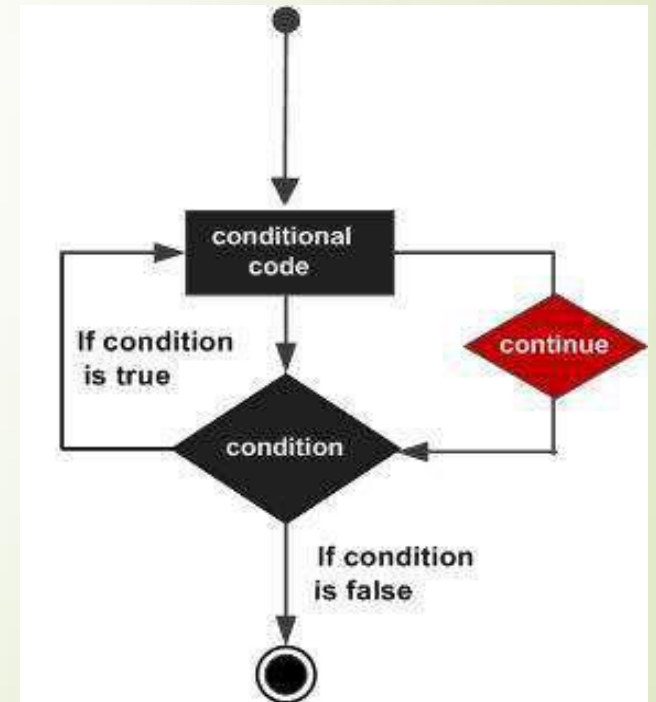 conditional
code
If condition
is true
continue
condition
If condition
is false